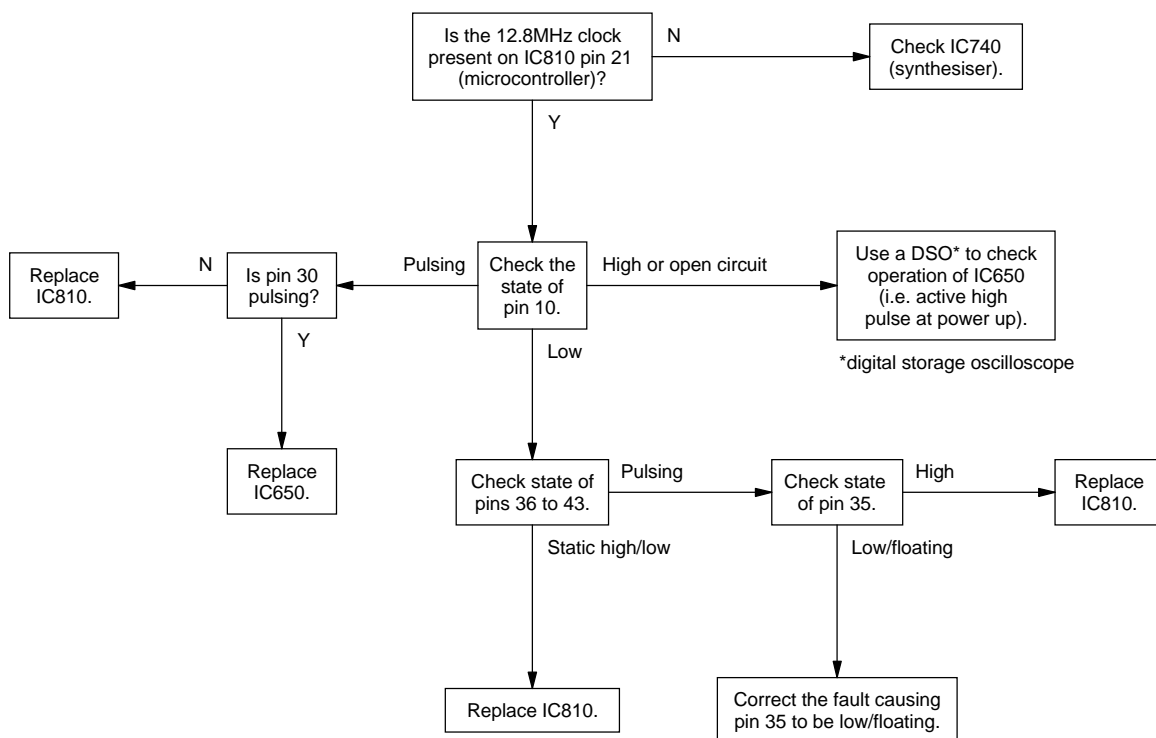 Is the 12.8MHz clock
present on IC810 pin 21
(microcontroller)?
N
Check IC740
(synthesiser).
Y
Replace
IC810.
N
Is pin 30
pulsing?
Pulsing
Check the
state of
pin 10.
High or open circuit
Use a DSO* to check
operation of IC650
(i.e. active high
pulse at power up).
Y
Low
*digital storage oscilloscope
Replace
IC650.
Check state of
pins 36 to 43.
Pulsing
Check state
of pin 35.
High
Replace
IC810.
Static high/low
Low/floating
Replace IC810.
Correct the fault causing
pin 35 to be low/floating.